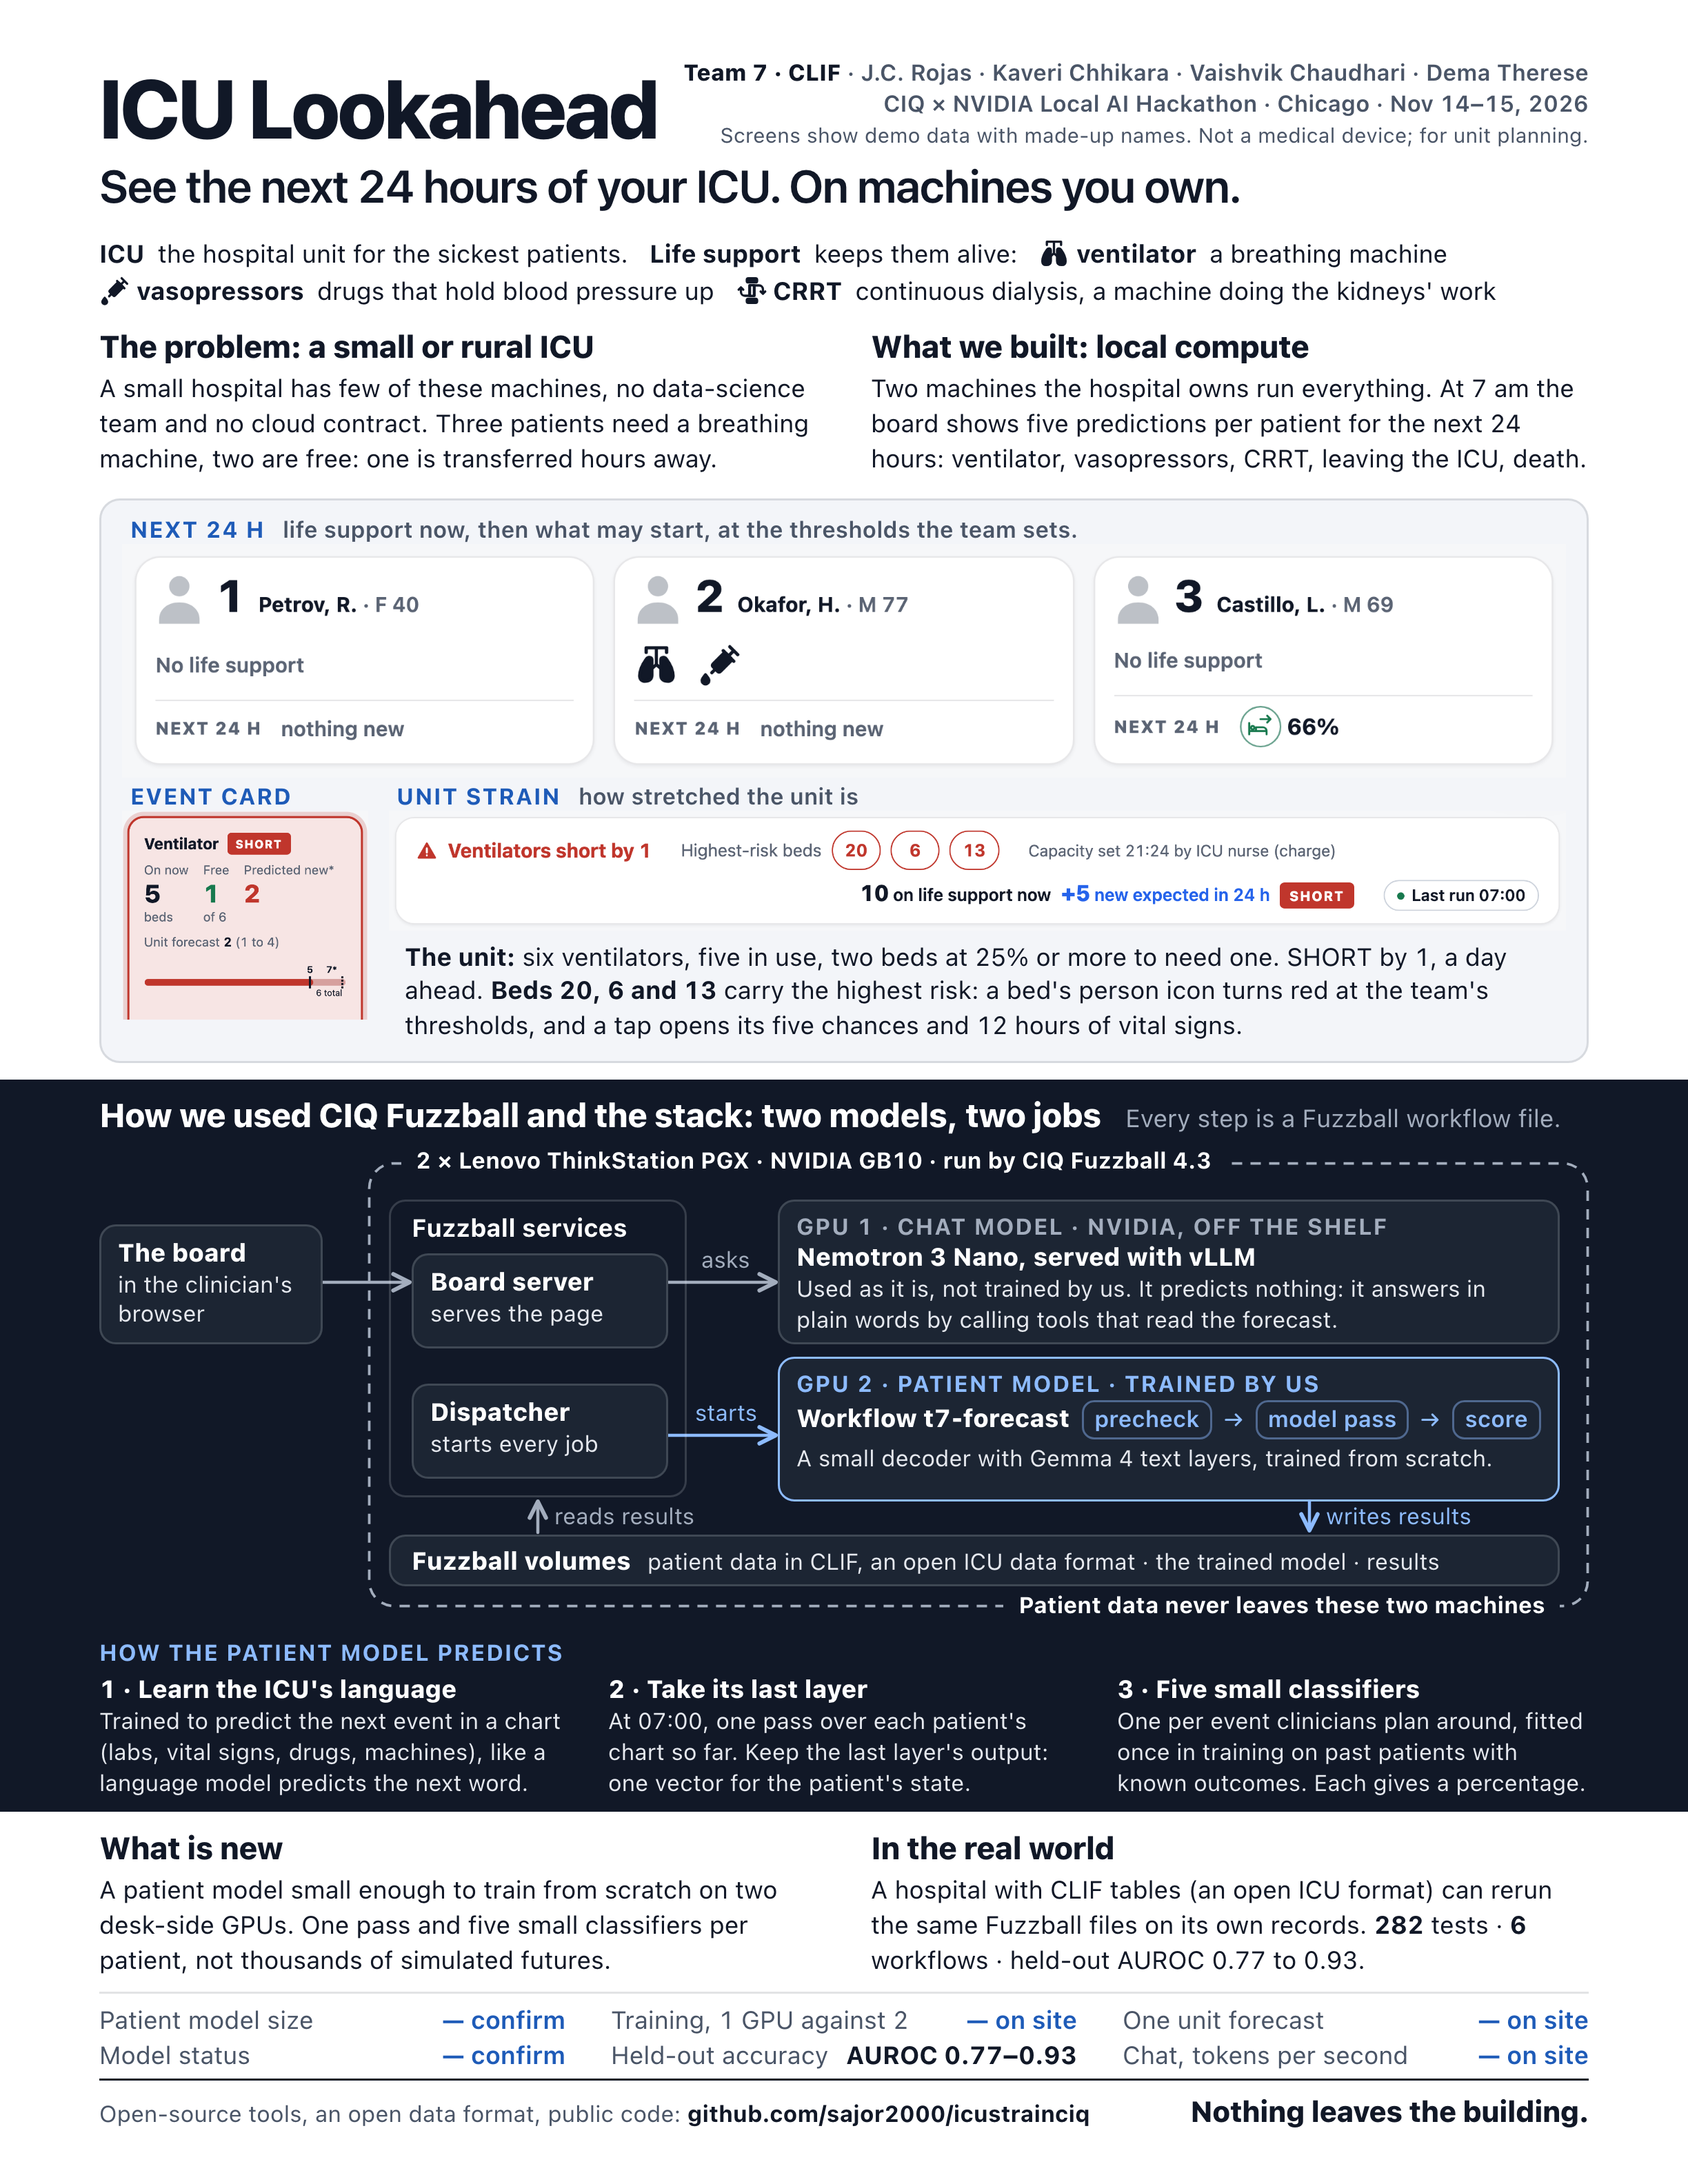 ICU Lookahead
Team 7 · CLIF · J.C. Rojas · Kaveri Chhikara · Vaishvik Chaudhari · Dema Therese
CIQ × NVIDIA Local AI Hackathon · Chicago · Nov 14–15, 2026
Screens show demo data with made-up names. Not a medical device; for unit planning.
See the next 24 hours of your ICU. On machines you own.
ICU the hospital unit for the sickest patients. Life support keeps them alive: ventilator a breathing machine
vasopressors drugs that hold blood pressure up CRRT continuous dialysis, a machine doing the kidneys' work
The problem: a small or rural ICU
A small hospital has few of these machines, no data-science
team and no cloud contract. Three patients need a breathing
machine, two are free: one is transferred hours away.
What we built: local compute
Two machines the hospital owns run everything. At 7 am the
board shows five predictions per patient for the next 24
hours: ventilator, vasopressors, CRRT, leaving the ICU, death.
NEXT 24 H life support now, then what may start, at the thresholds the team sets.
1 Petrov, R. · F 40
No life support
NEXT 24 H nothing new
2 Okafor, H. · M 77
NEXT 24 H nothing new
3 Castillo, L. · M 69
No life support
NEXT 24 H 66%
EVENT CARD
Ventilator SHORT
On now Free Predicted new*
5 1 2
beds of 6
Unit forecast 2 (1 to 4)
5 7*
6 total
UNIT STRAIN how stretched the unit is
Ventilators short by 1 Highest-risk beds 20 6 13 Capacity set 21:24 by ICU nurse (charge)
10 on life support now +5 new expected in 24 h SHORT Last run 07:00
The unit: six ventilators, five in use, two beds at 25% or more to need one. SHORT by 1, a day
ahead. Beds 20, 6 and 13 carry the highest risk: a bed's person icon turns red at the team's
thresholds, and a tap opens its five chances and 12 hours of vital signs.
How we used CIQ Fuzzball and the stack: two models, two jobs Every step is a Fuzzball workflow file.
2 × Lenovo ThinkStation PGX · NVIDIA GB10 · run by CIQ Fuzzball 4.3
The board
in the clinician's
browser
Fuzzball services
Board server
serves the page
asks
GPU 1 · CHAT MODEL · NVIDIA, OFF THE SHELF
Nemotron 3 Nano, served with vLLM
Used as it is, not trained by us. It predicts nothing: it answers in
plain words by calling tools that read the forecast.
Dispatcher
starts every job
starts
GPU 2 · PATIENT MODEL · TRAINED BY US
Workflow t7-forecast precheck → model pass → score
A small decoder with Gemma 4 text layers, trained from scratch.
reads results
writes results
Fuzzball volumes patient data in CLIF, an open ICU data format · the trained model · results
Patient data never leaves these two machines
HOW THE PATIENT MODEL PREDICTS
1 · Learn the ICU's language
Trained to predict the next event in a chart
(labs, vital signs, drugs, machines), like a
language model predicts the next word.
2 · Take its last layer
At 07:00, one pass over each patient's
chart so far. Keep the last layer's output:
one vector for the patient's state.
3 · Five small classifiers
One per event clinicians plan around, fitted
once in training on past patients with
known outcomes. Each gives a percentage.
What is new
A patient model small enough to train from scratch on two
desk-side GPUs. One pass and five small classifiers per
patient, not thousands of simulated futures.
In the real world
A hospital with CLIF tables (an open ICU format) can rerun
the same Fuzzball files on its own records. 282 tests · 6
workflows · held-out AUROC 0.77 to 0.93.
Patient model size — confirm Training, 1 GPU against 2 — on site One unit forecast — on site
Model status — confirm Held-out accuracy AUROC 0.77–0.93 Chat, tokens per second — on site
Open-source tools, an open data format, public code: github.com/sajor2000/icustrainciq
Nothing leaves the building.